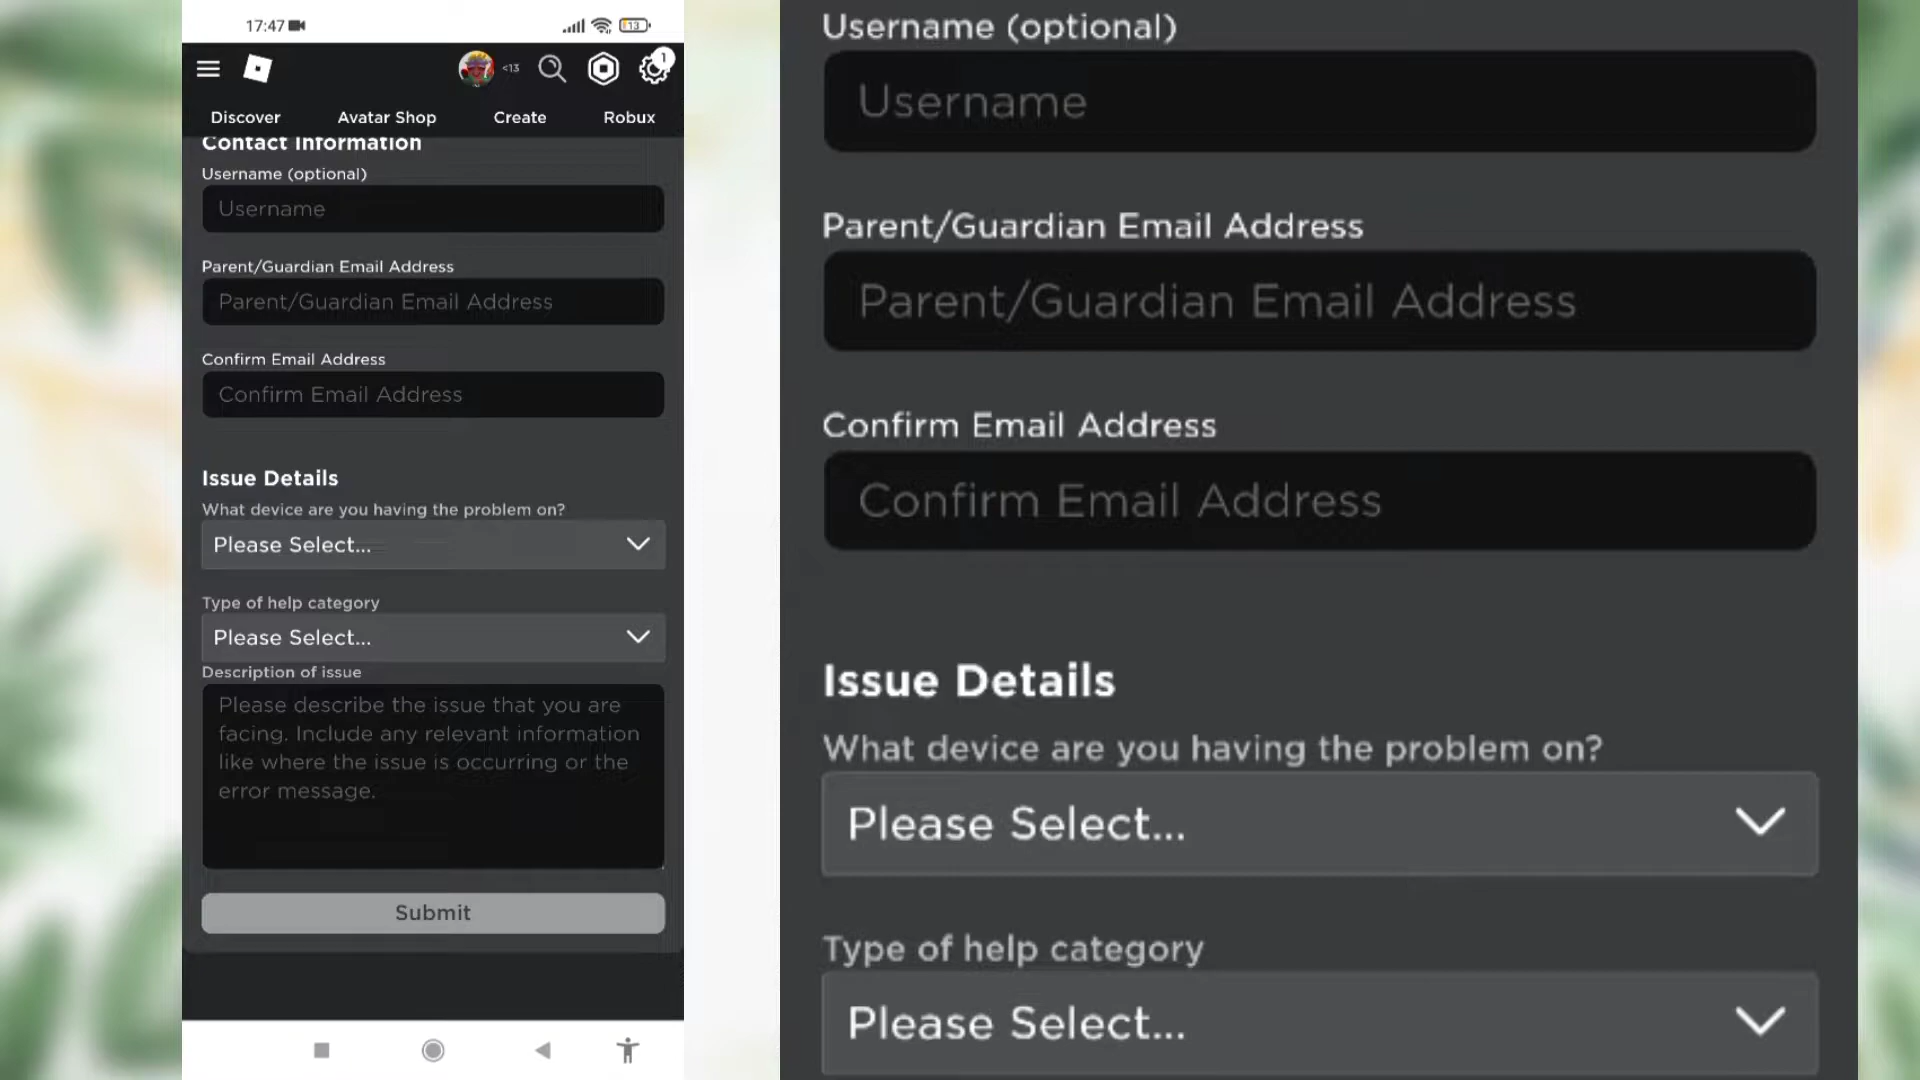 17:47
13
<13
1
Discover
Avatar Shop
Create
Robux
Contact Information
Username (optional)
Username
Parent/Guardian Email Address
Parent/Guardian Email Address
Confirm Email Address
Confirm Email Address
Issue Details
What device are you having the problem on?
Please Select...
Type of help category
Please Select...
Description of issue
Please describe the issue that you are
facing. Include any relevant information
like where the issue is occurring or the
error message.
Submit
Username (optional)
Username
Parent/Guardian Email Address
Parent/Guardian Email Address
Confirm Email Address
Confirm Email Address
Issue Details
What device are you having the problem on?
Please Select...
Type of help category
Please Select...